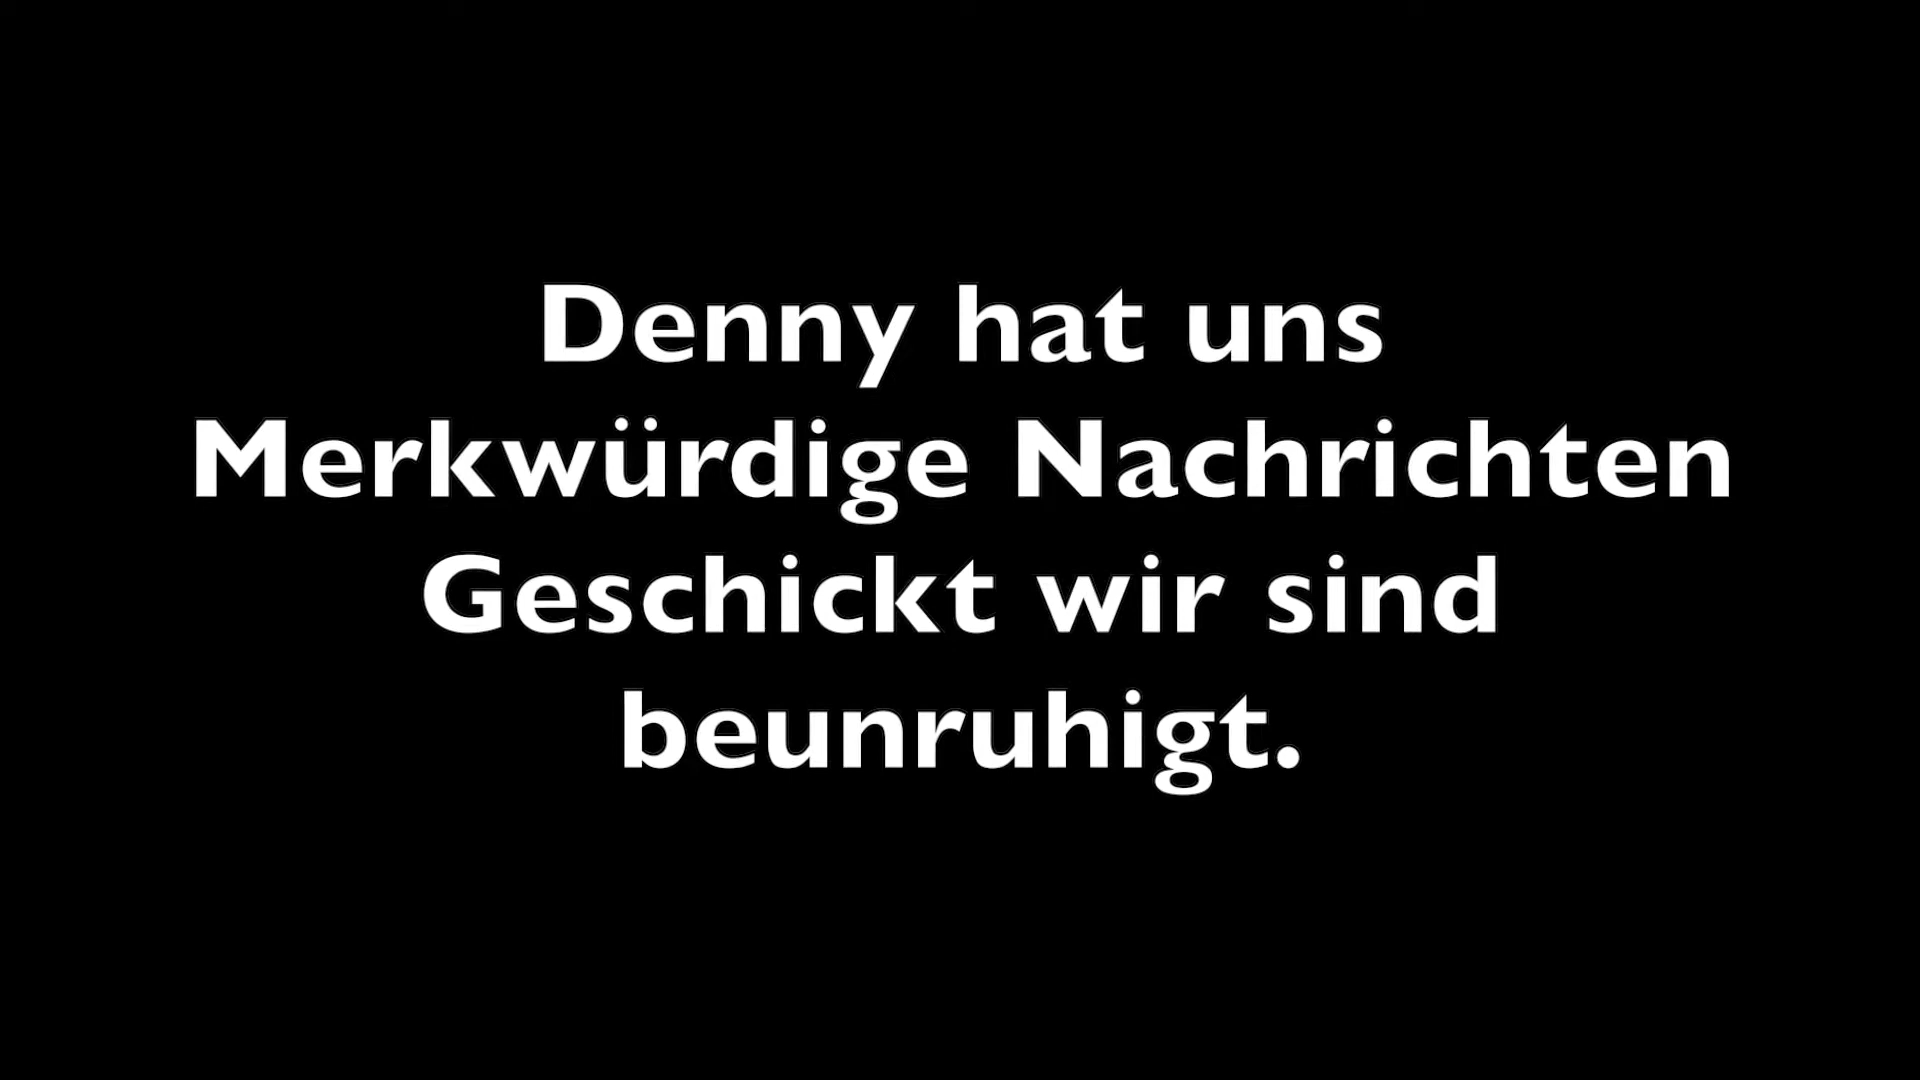 Denny hat uns
Merkwürdige Nachrichten
Geschickt wir sind
beunruhigt.